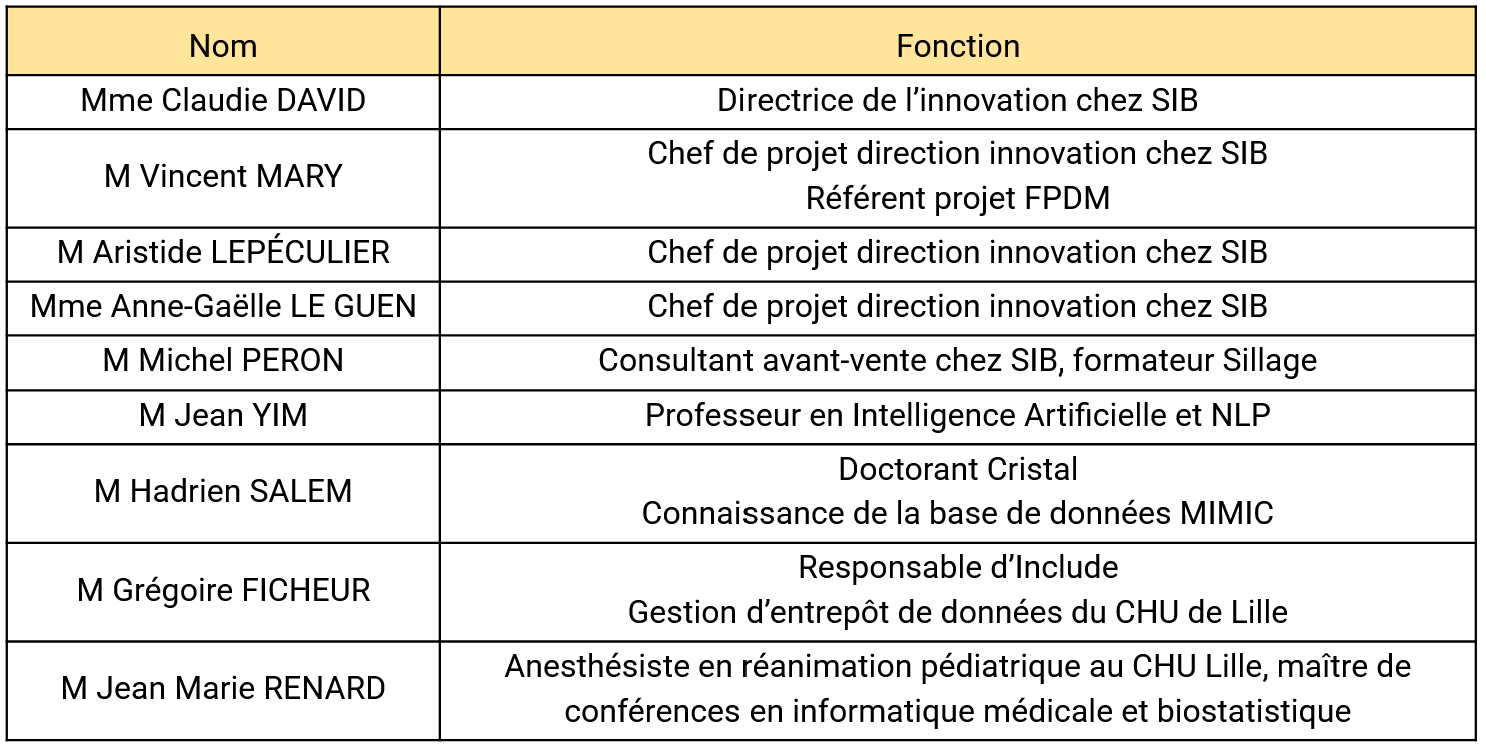 Nom
Fonction
Mme Claudie DAVID
Directrice de l’innovation chez SIB
M Vincent MARY
Chef de projet direction innovation chez SIB
Référent projet FPDM
M Aristide LEPÉCULIER
Chef de projet direction innovation chez SIB
Mme Anne-Gaëlle LE GUEN
Chef de projet direction innovation chez SIB
M Michel PERON
Consultant avant-vente chez SIB, formateur Sillage
M Jean YIM
Professeur en Intelligence Artificielle et NLP
M Hadrien SALEM
Doctorant Cristal
Connaissance de la base de données MIMIC
M Grégoire FICHEUR
Responsable d’Include
Gestion d’entrepôt de données du CHU de Lille
M Jean Marie RENARD
Anesthésiste en réanimation pédiatrique au CHU Lille, maître de
conférences en informatique médicale et biostatistique